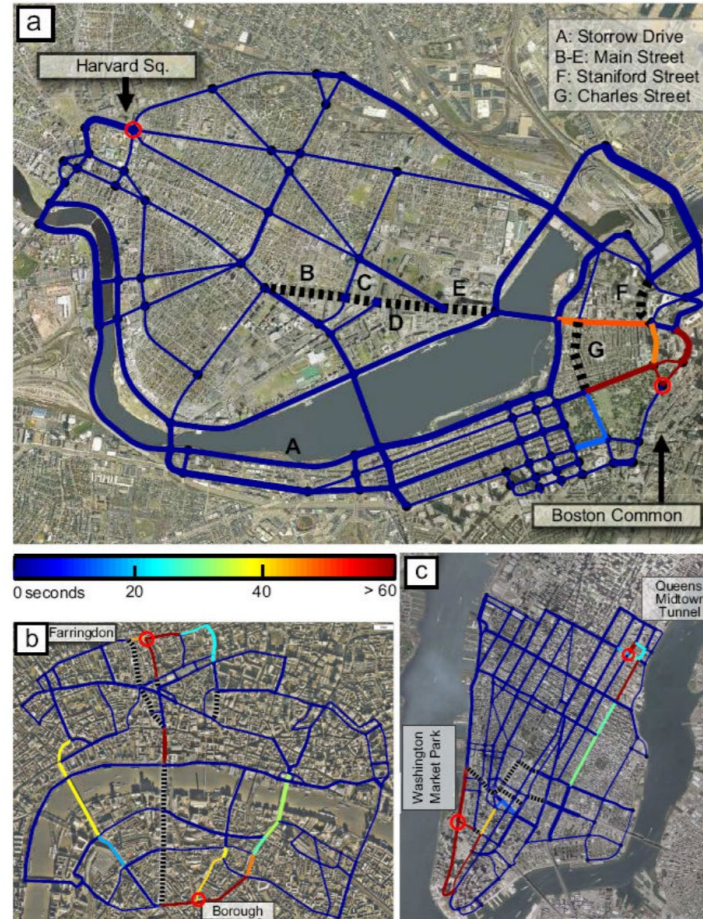 a
A: Storrow Drive
B-E: Main Street
F: Staniford Street
G: Charles Street
Harvard Sq.
B
C
E
D
F
G
A
Boston Common
0 seconds 20 40 > 60
b
Farringdon
Borough
c
Queens
Midtown
Tunnel
Washington
Market Park